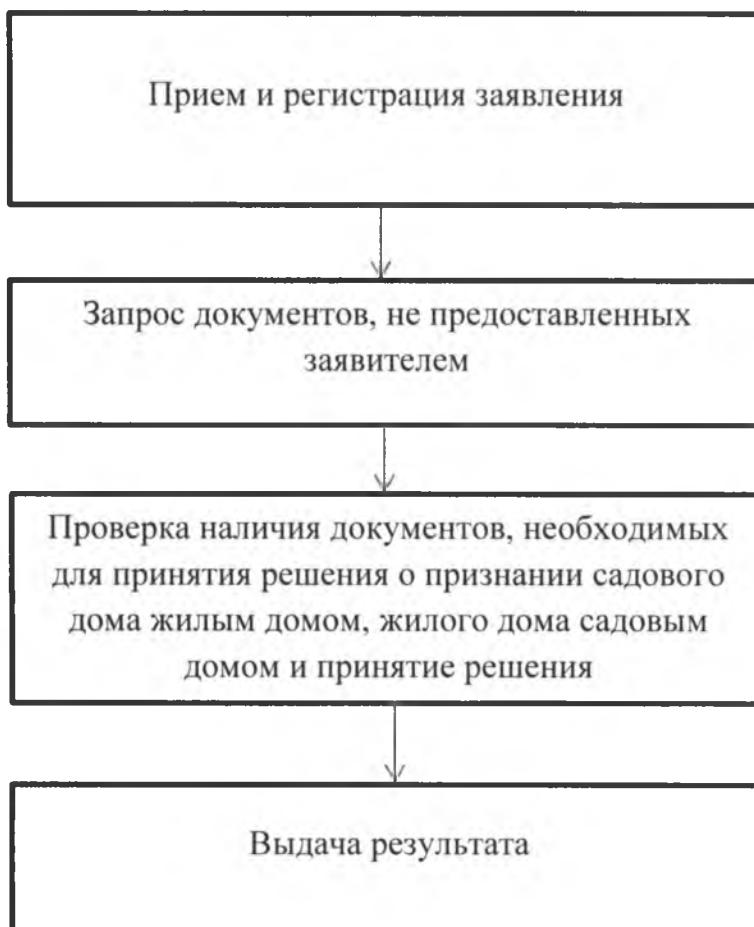 Прием и регистрация заявления
Запрос документов, не предоставленных
заявителем
Проверка наличия документов, необходимых
для принятия решения о признании садового
дома жилым домом, жилого дома садовым
домом и принятие решения
Выдача результата